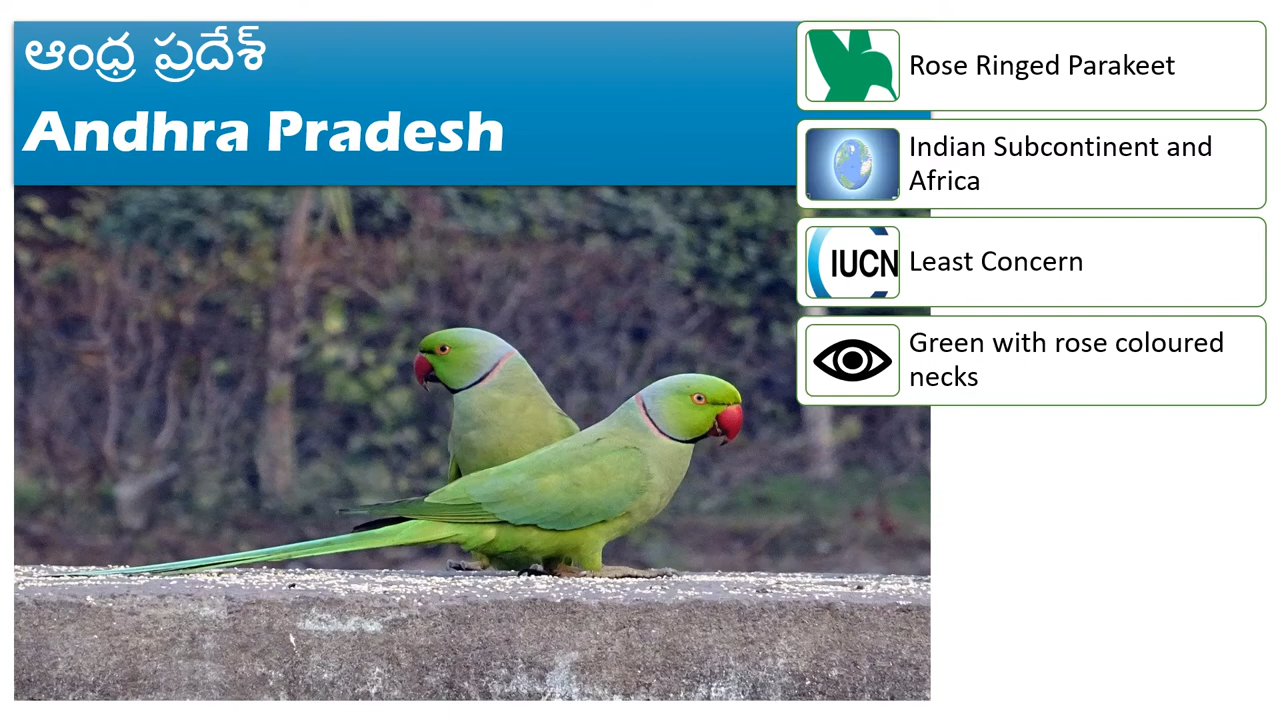 ఆంధ్ర ప్రదేశ్
Andhra Pradesh
Rose Ringed Parakeet
Indian Subcontinent and
Africa
IUCN
Least Concern
Green with rose coloured
necks